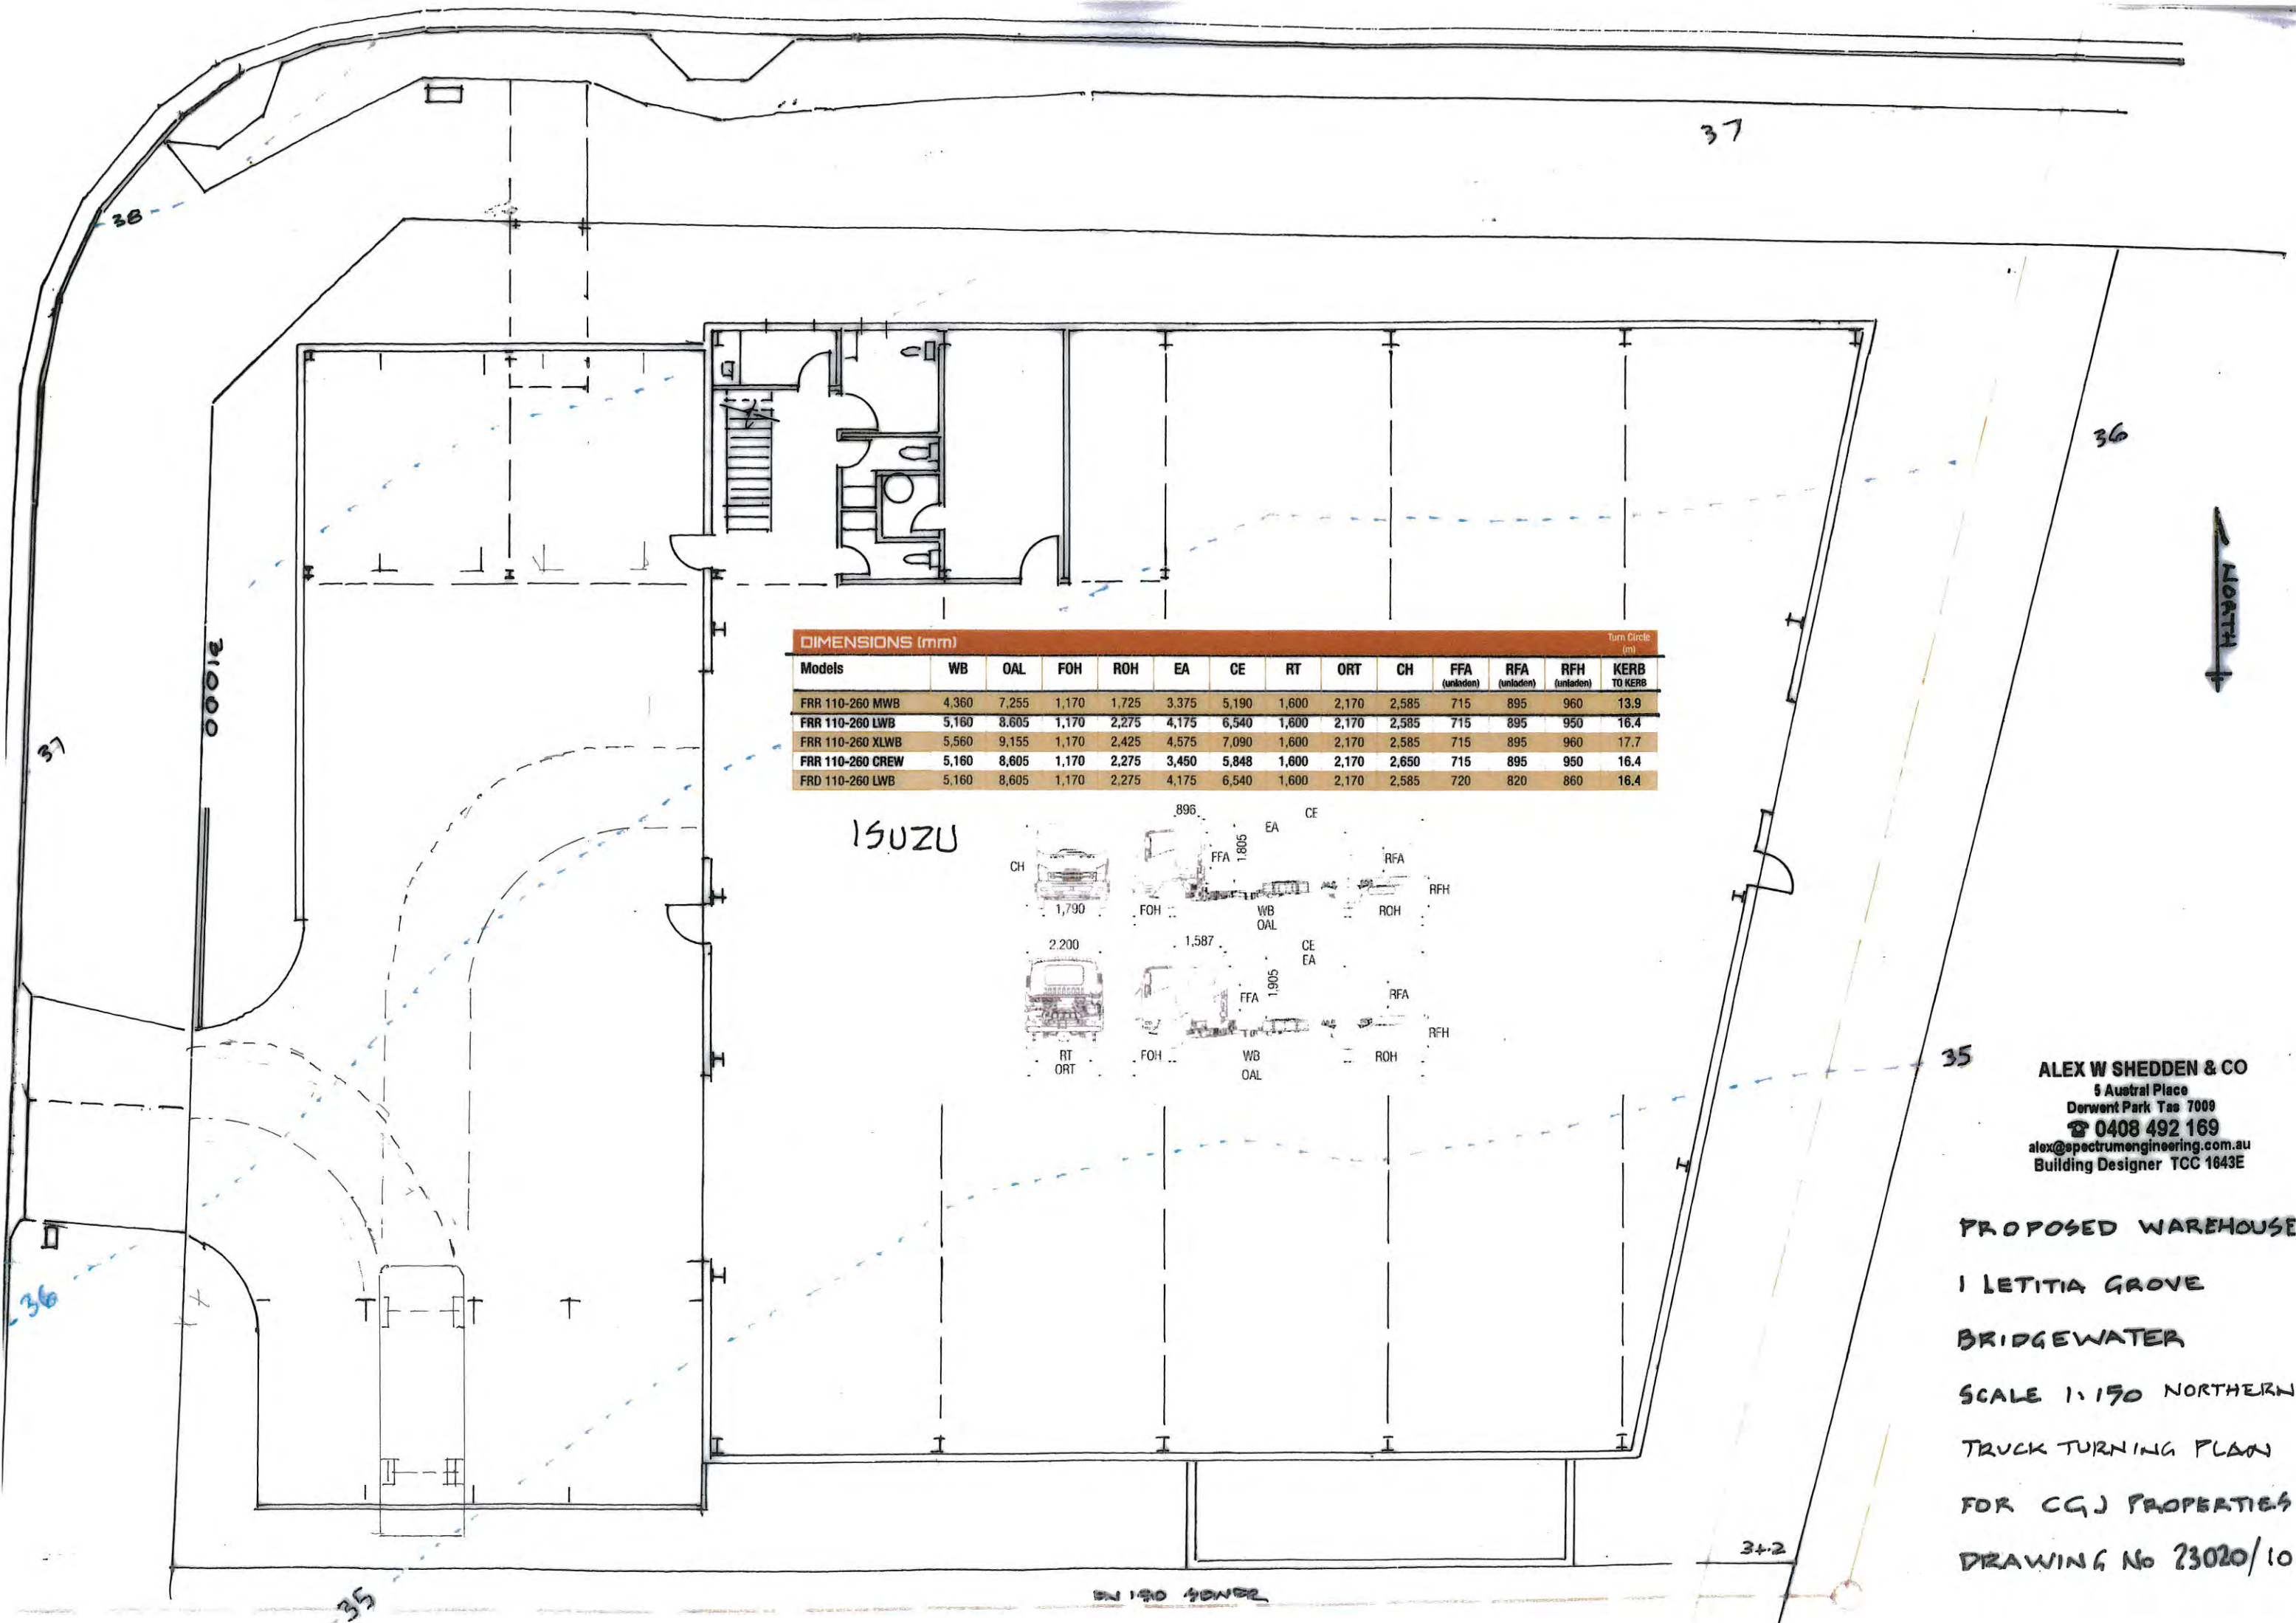 37
38
36
31000
37
DIMENSIONS (mm) Turn Circle (m)
Models WB OAL FOH ROH EA CE RT ORT CH FFA (unladen) RFA (unladen) RFH (unladen) KERB TO KERB
FRR 110-260 MWB 4,360 7,255 1,170 1,725 3,375 5,190 1,600 2,170 2,585 715 895 960 13.9
FRR 110-260 LWB 5,160 8,605 1,170 2,275 4,175 6,540 1,600 2,170 2,585 715 895 950 16.4
FRR 110-260 XLWB 5,560 9,155 1,170 2,425 4,575 7,090 1,600 2,170 2,585 715 895 960 17.7
FRR 110-260 CREW 5,160 8,605 1,170 2,275 3,450 5,848 1,600 2,170 2,650 715 895 950 16.4
FRD 110-260 LWB 5,160 8,605 1,170 2,275 4,175 6,540 1,600 2,170 2,585 720 820 860 16.4
ISUZU
896 CE
EA
1,805
CH FFA RFA
RFH
1,790 FOH WB ROH
OAL
2.200 1,587 CE
EA
1,905
FFA RFA
RFH
RT FOH WB ROH
ORT OAL
NORTH
35
ALEX W SHEDDEN & CO
5 Austral Place
Derwent Park Tas 7009
☎ 0408 492 169
alex@spectrumengineering.com.au
Building Designer TCC 1643E
PROPOSED WAREHOUSE
1 LETITIA GROVE
BRIDGEWATER
SCALE 1:150 NORTHERN
TRUCK TURNING PLAN
FOR CGJ PROPERTIES
DRAWING No 23020/10
36
35
DN 150 SEWER
34.2